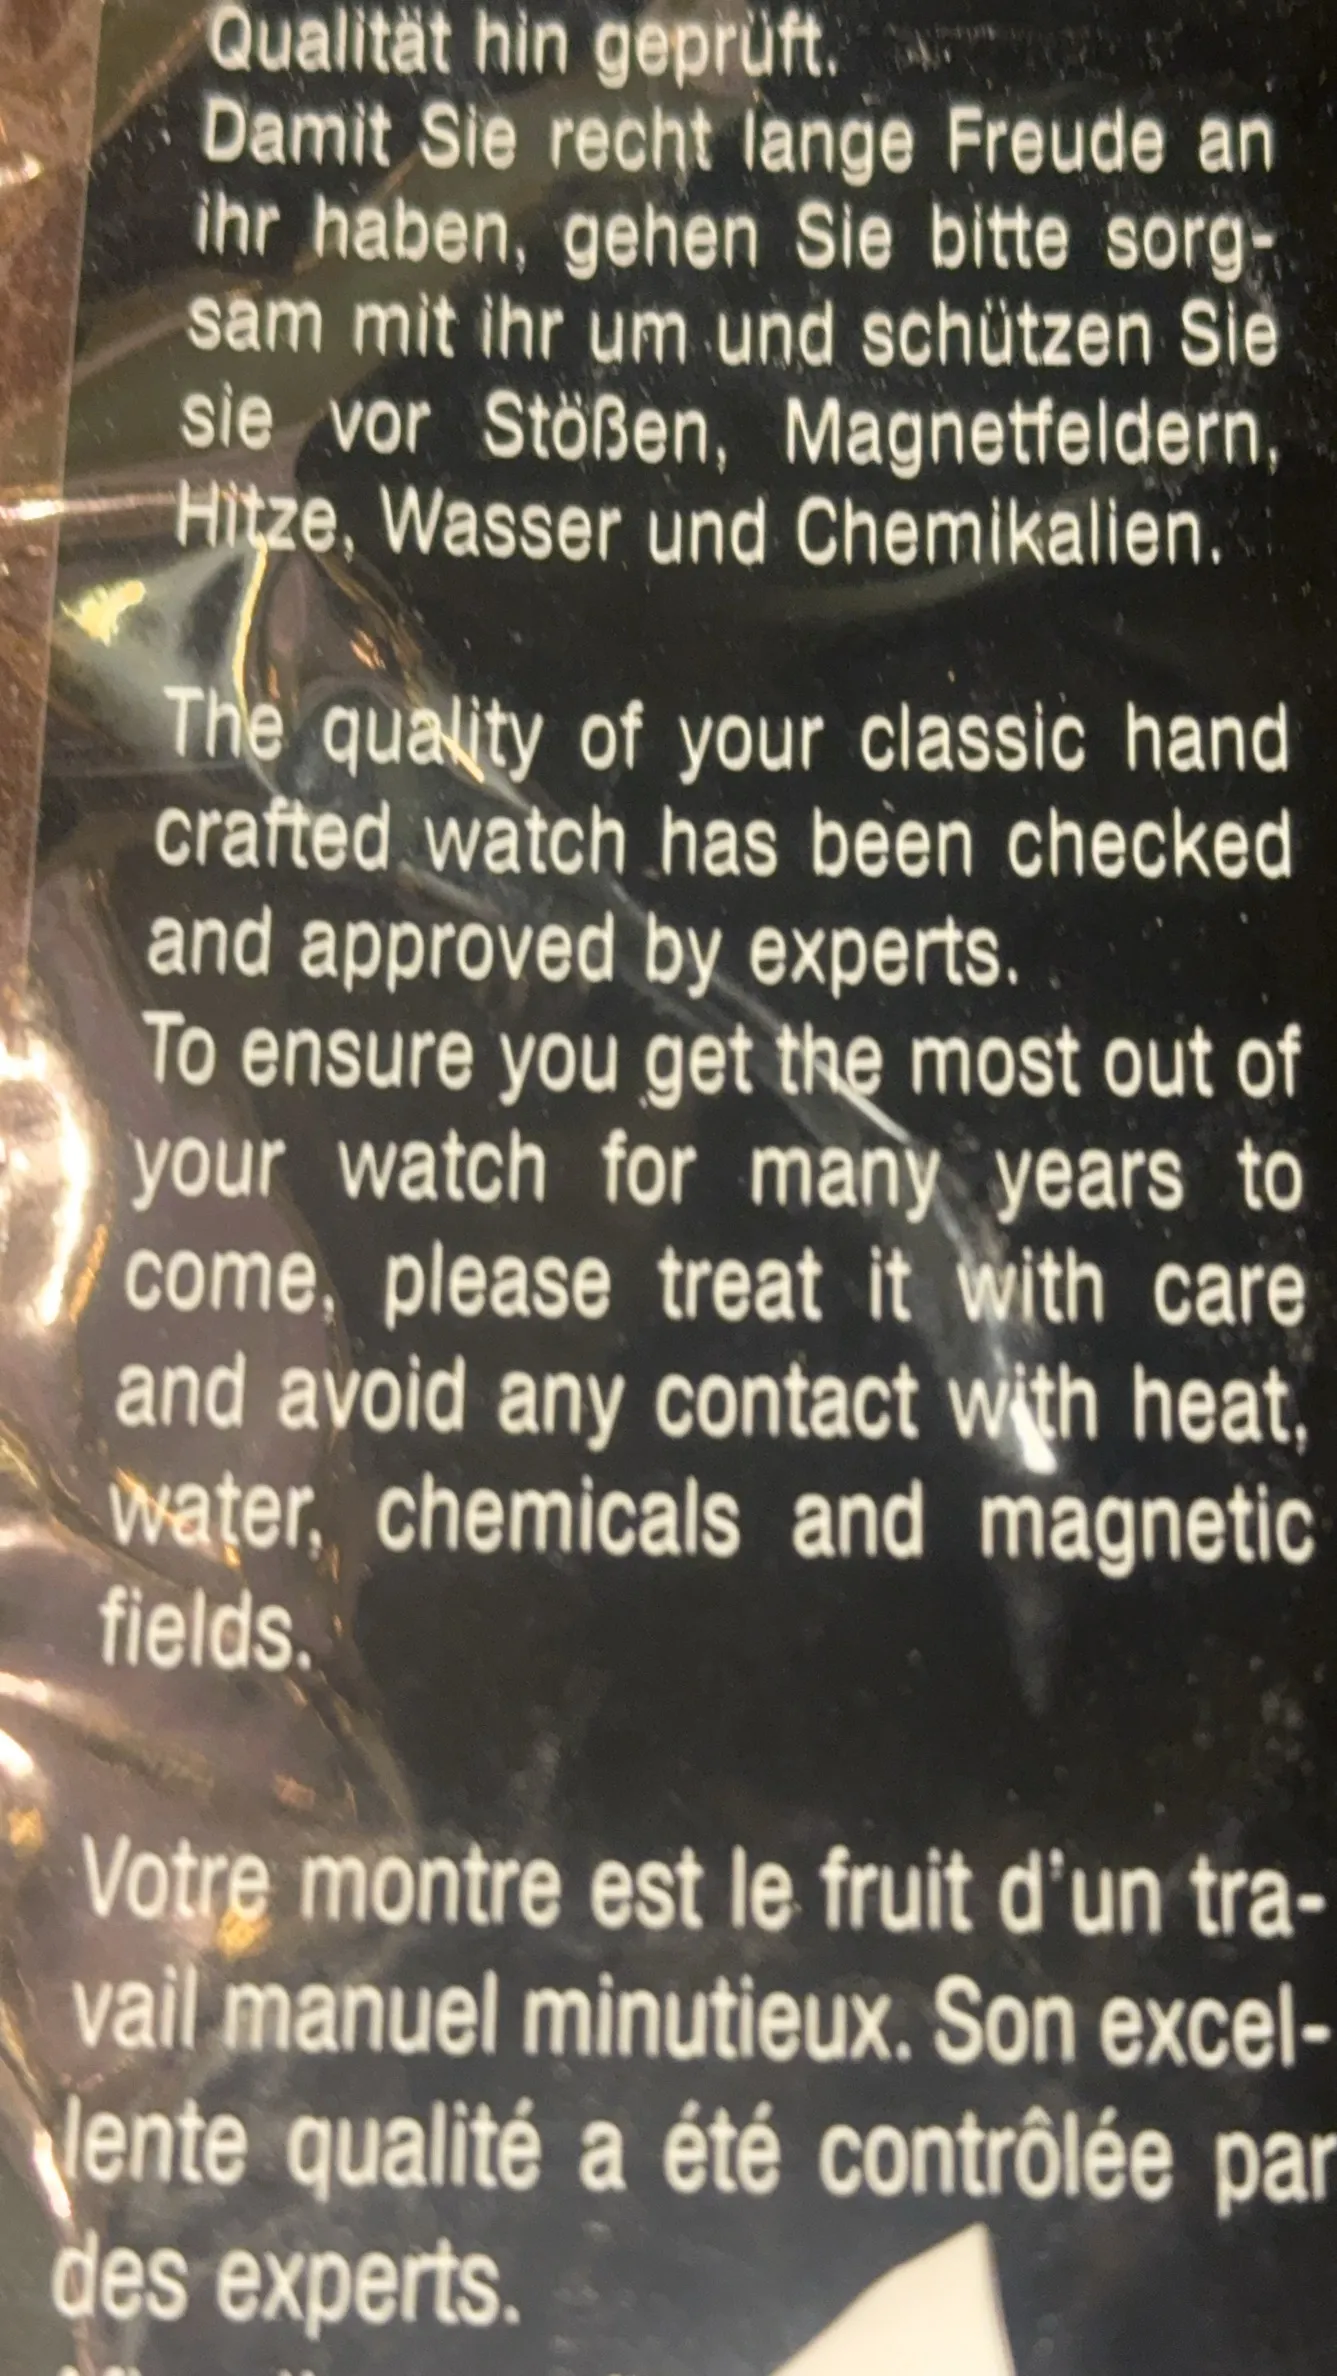 Qualität hin geprüft.
Damit Sie recht lange Freude an
ihr haben, gehen Sie bitte sorg-
sam mit ihr um und schützen Sie
sie vor Stößen, Magnetfeldern,
Hitze, Wasser und Chemikalien.
The quality of your classic hand
crafted watch has been checked
and approved by experts.
To ensure you get the most out of
your watch for many years to
come, please treat it with care
and avoid any contact with heat,
water, chemicals and magnetic
fields.
Votre montre est le fruit d'un tra-
vail manuel minutieux. Son excel-
lente qualité a été contrôlée par
des experts.